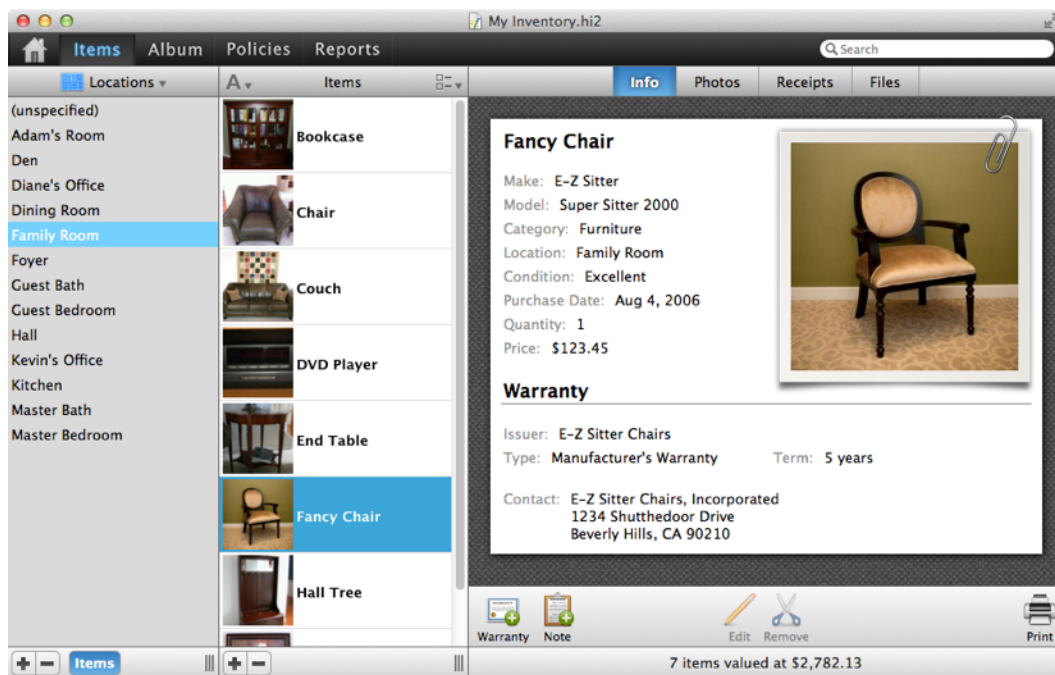 My Inventory.hi2
Items Album Policies Reports Search
Locations
(unspecified)
Adam's Room
Den
Diane's Office
Dining Room
Family Room
Foyer
Guest Bath
Guest Bedroom
Hall
Kevin's Office
Kitchen
Master Bath
Master Bedroom
Items
A Items
Bookcase
Chair
Couch
DVD Player
End Table
Fancy Chair
Hall Tree
Info Photos Receipts Files
Fancy Chair
Make: E-Z Sitter
Model: Super Sitter 2000
Category: Furniture
Location: Family Room
Condition: Excellent
Purchase Date: Aug 4, 2006
Quantity: 1
Price: $123.45
Warranty
Issuer: E-Z Sitter Chairs
Type: Manufacturer's Warranty Term: 5 years
Contact: E-Z Sitter Chairs, Incorporated
1234 Shutthedoor Drive
Beverly Hills, CA 90210
Warranty Note Edit Remove Print
7 items valued at $2,782.13